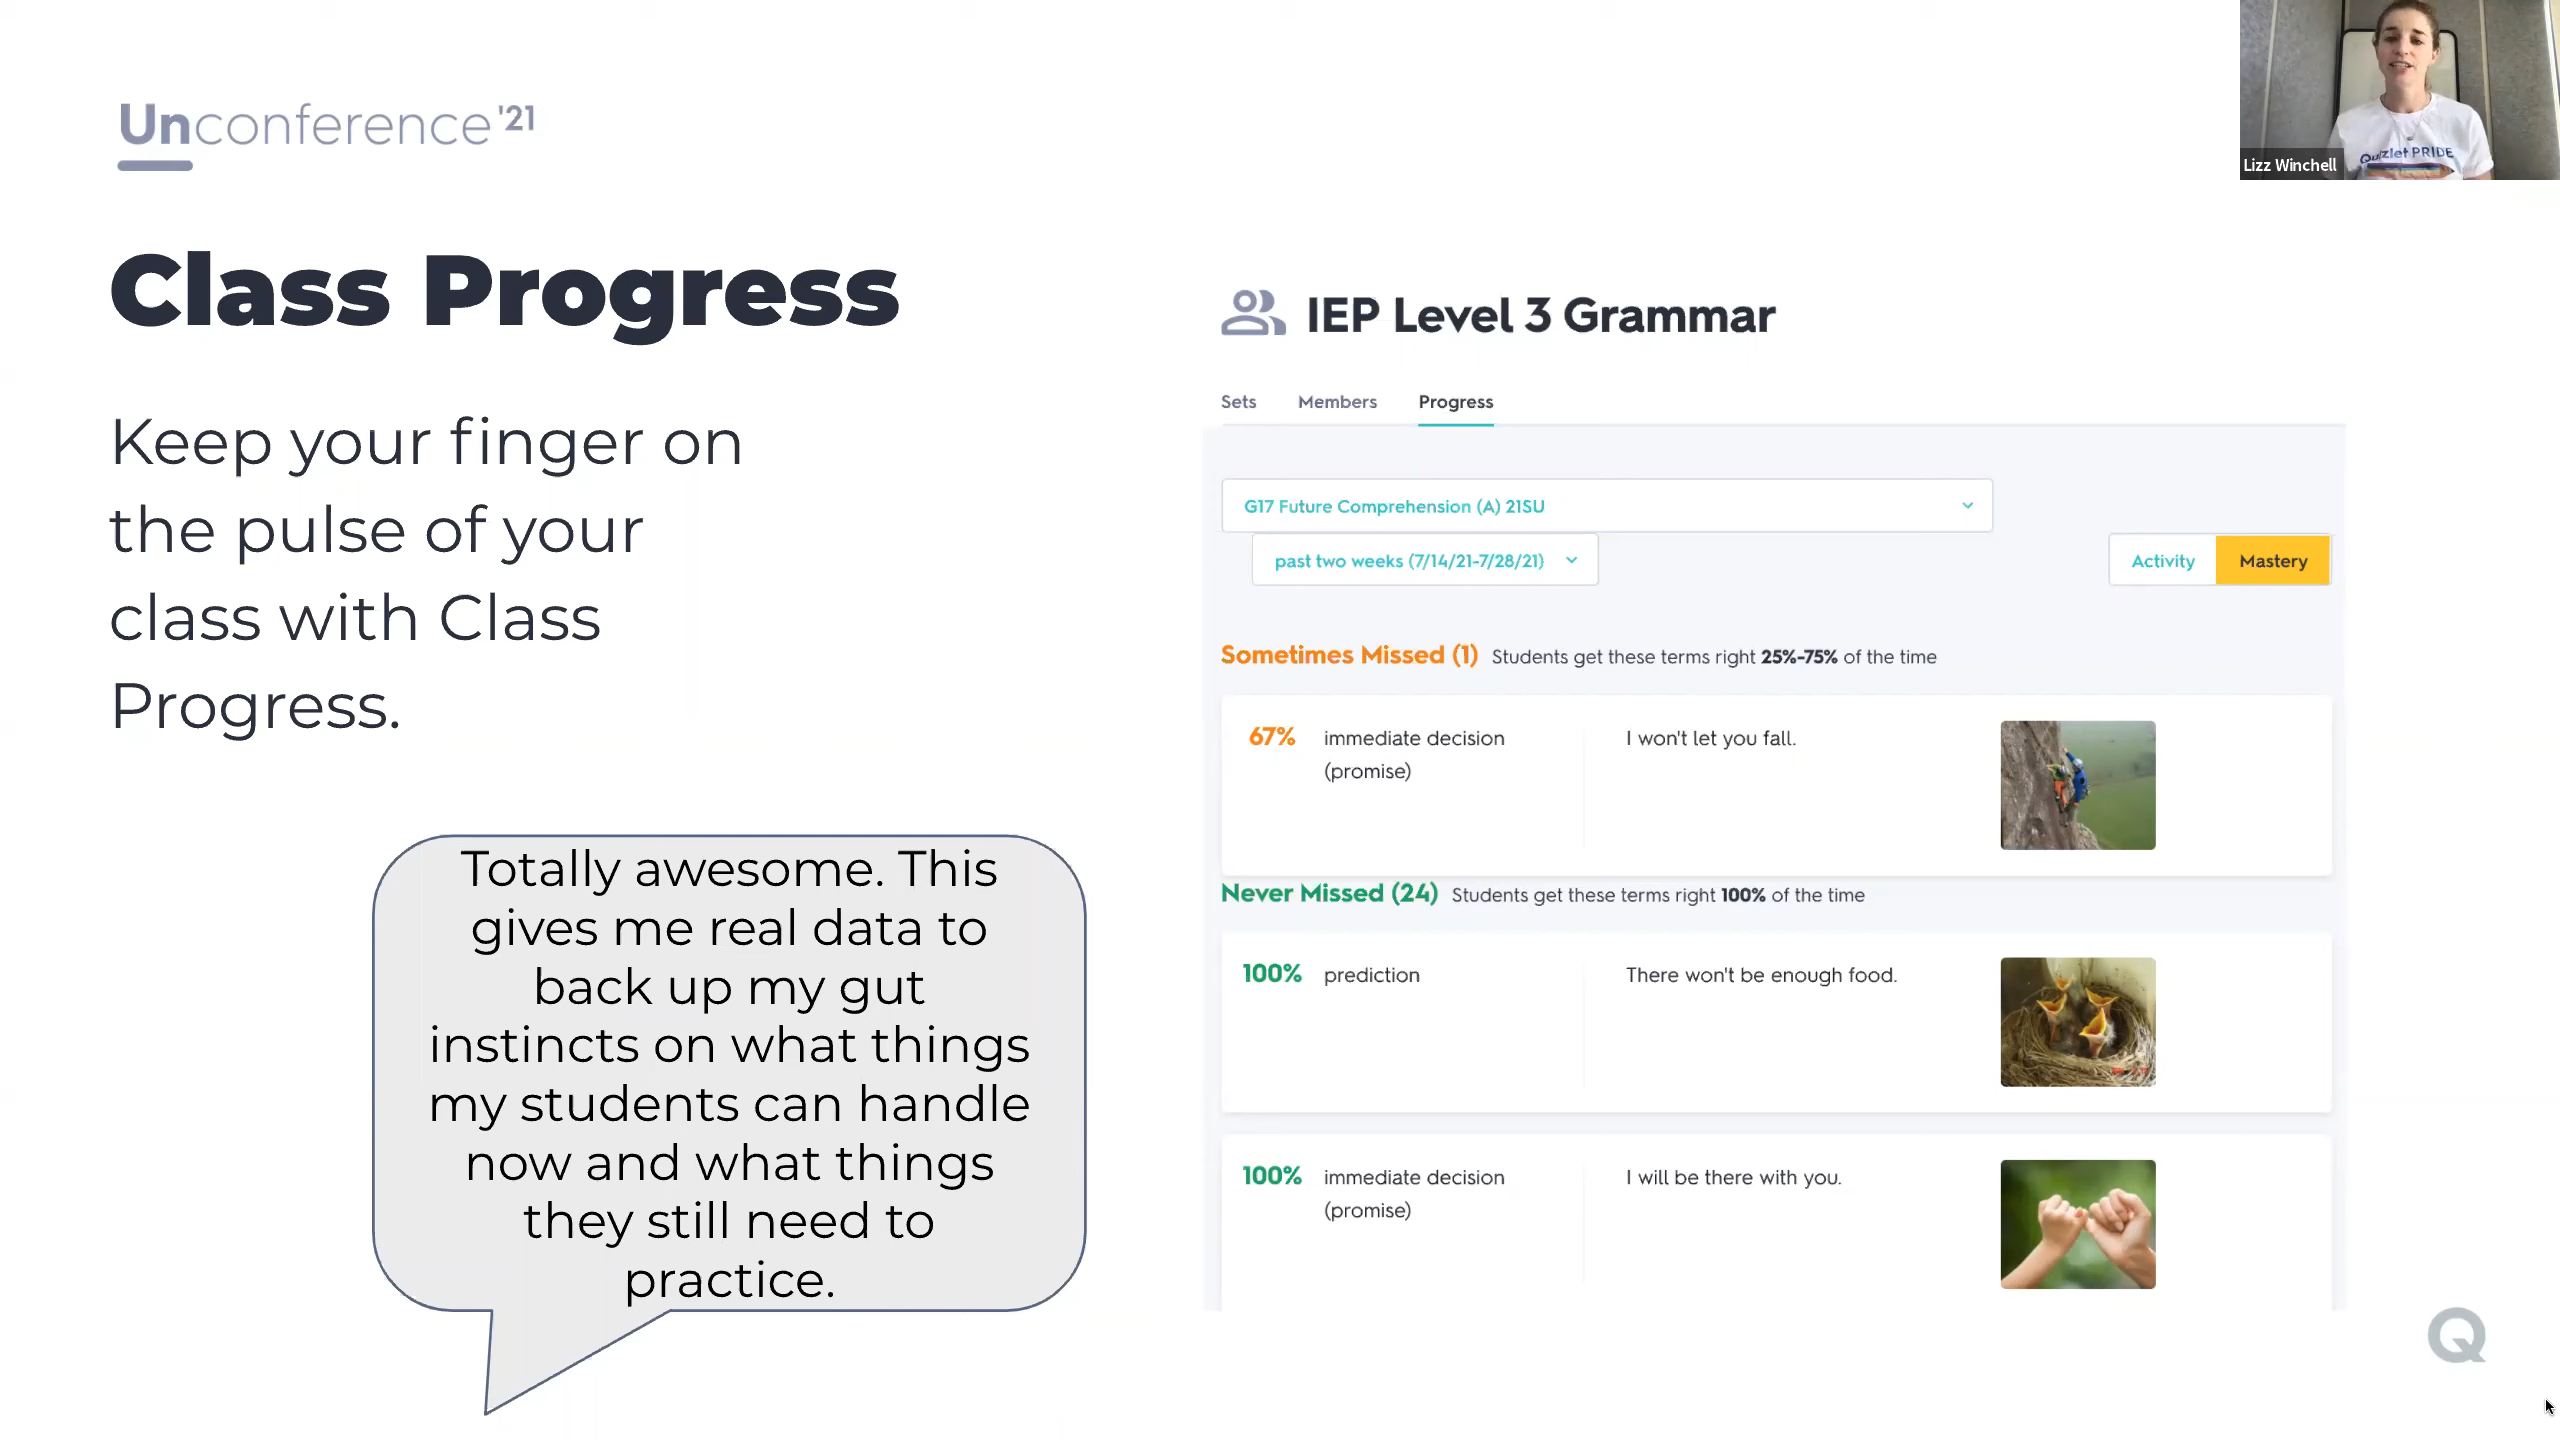 Unconference '21
Lizz Winchell
Quizlet PRIDE
Class Progress
Keep your finger on
the pulse of your
class with Class
Progress.
Totally awesome. This
gives me real data to
back up my gut
instincts on what things
my students can handle
now and what things
they still need to
practice.
IEP Level 3 Grammar
Sets Members Progress
G17 Future Comprehension (A) 21SU
past two weeks (7/14/21-7/28/21)
Activity Mastery
Sometimes Missed (1) Students get these terms right 25%-75% of the time
67% immediate decision I won't let you fall.
(promise)
Never Missed (24) Students get these terms right 100% of the time
100% prediction There won't be enough food.
100% immediate decision I will be there with you.
(promise)
Q